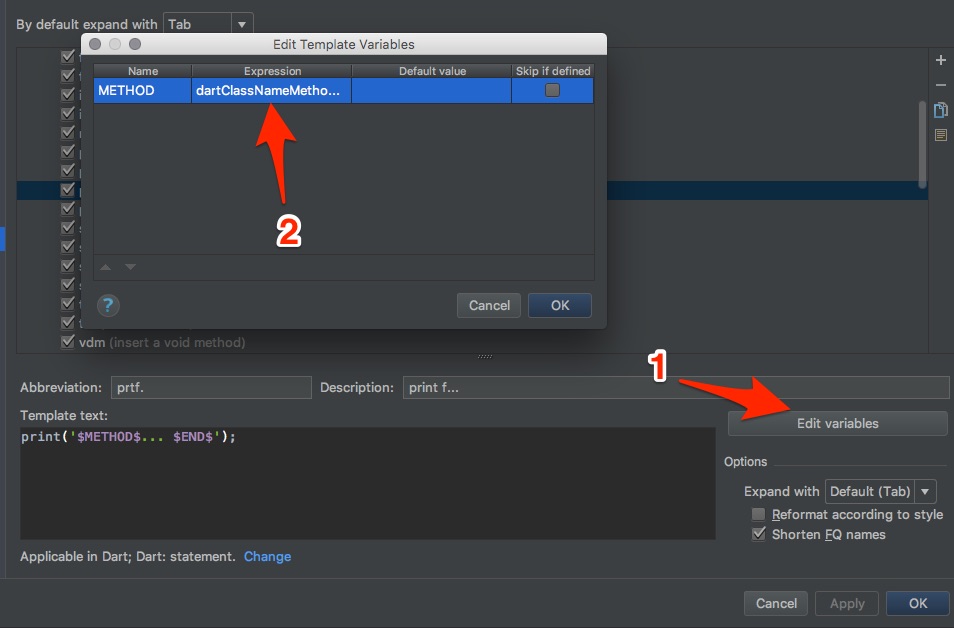 By default expand with Tab
Edit Template Variables
Name Expression Default value Skip if defined
METHOD dartClassNameMetho...
2
? Cancel OK
vdm (insert a void method)
1
Abbreviation: prtf. Description: print f...
Template text:
Edit variables
print('$METHOD$... $END$');
Options
Expand with Default (Tab)
Reformat according to style
Shorten FQ names
Applicable in Dart; Dart: statement. Change
Cancel Apply OK